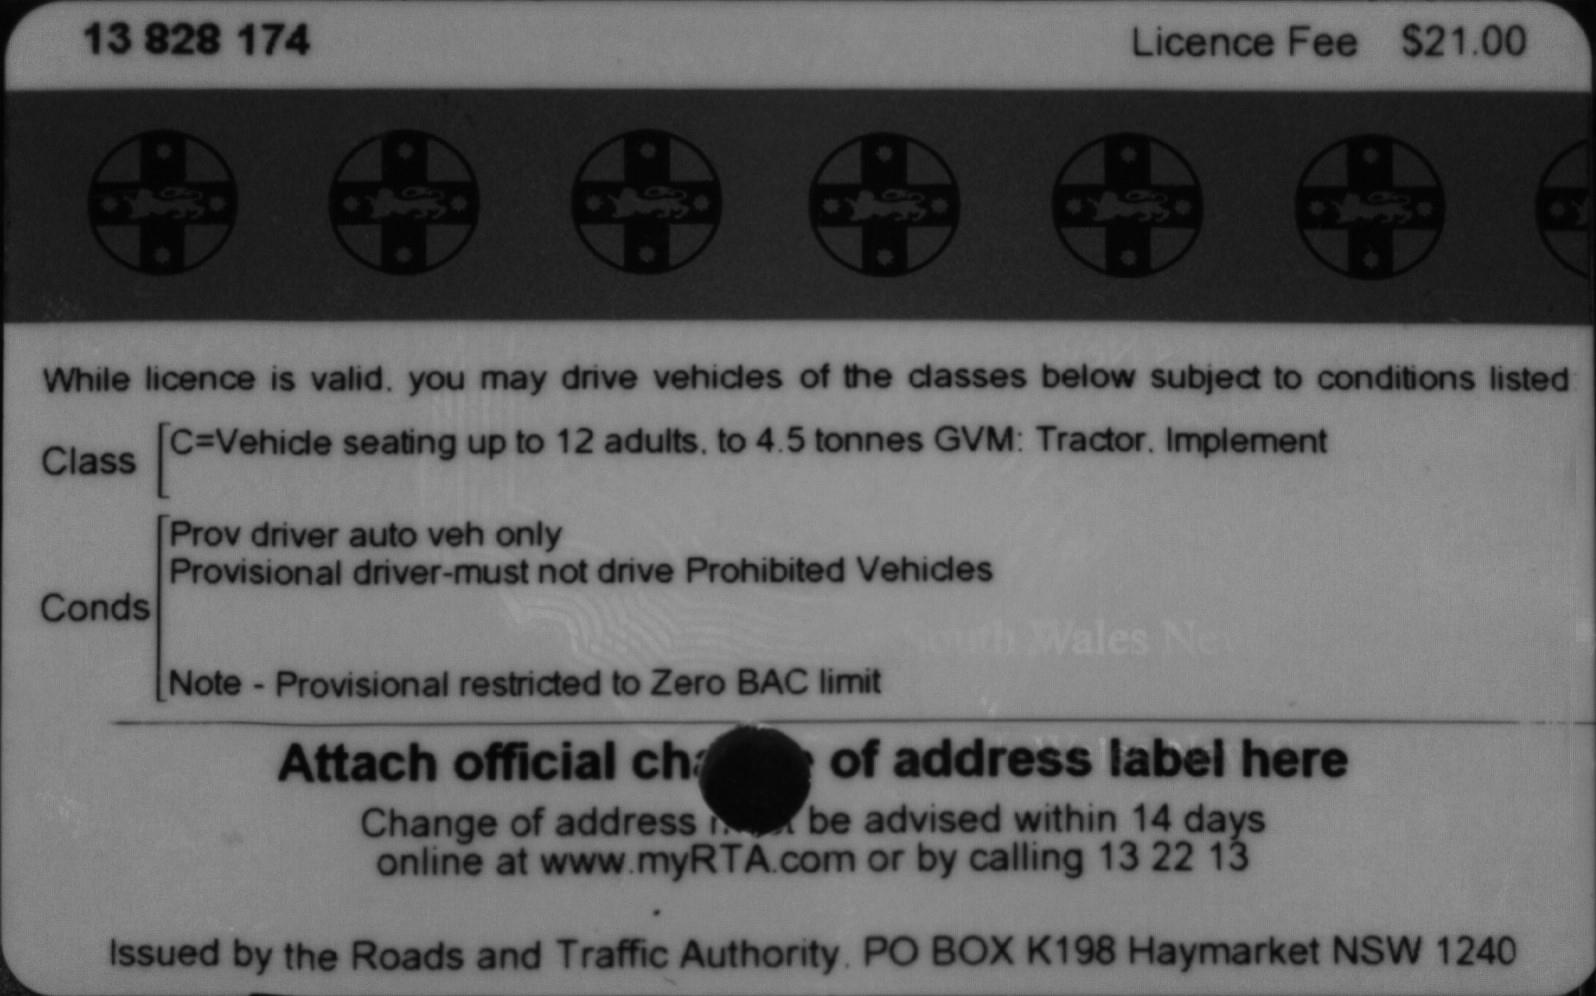 13 828 174 Licence Fee $21.00
While licence is valid. you may drive vehicles of the classes below subject to conditions listed
Class C=Vehicle seating up to 12 adults. to 4.5 tonnes GVM: Tractor. Implement
Prov driver auto veh only
Provisional driver-must not drive Prohibited Vehicles
Conds
Note - Provisional restricted to Zero BAC limit
South Wales New
Attach official of address label here
Change of address be advised within 14 days
online at www.myRTA.com or by calling 13 22 13
Issued by the Roads and Traffic Authority. PO BOX K198 Haymarket NSW 1240